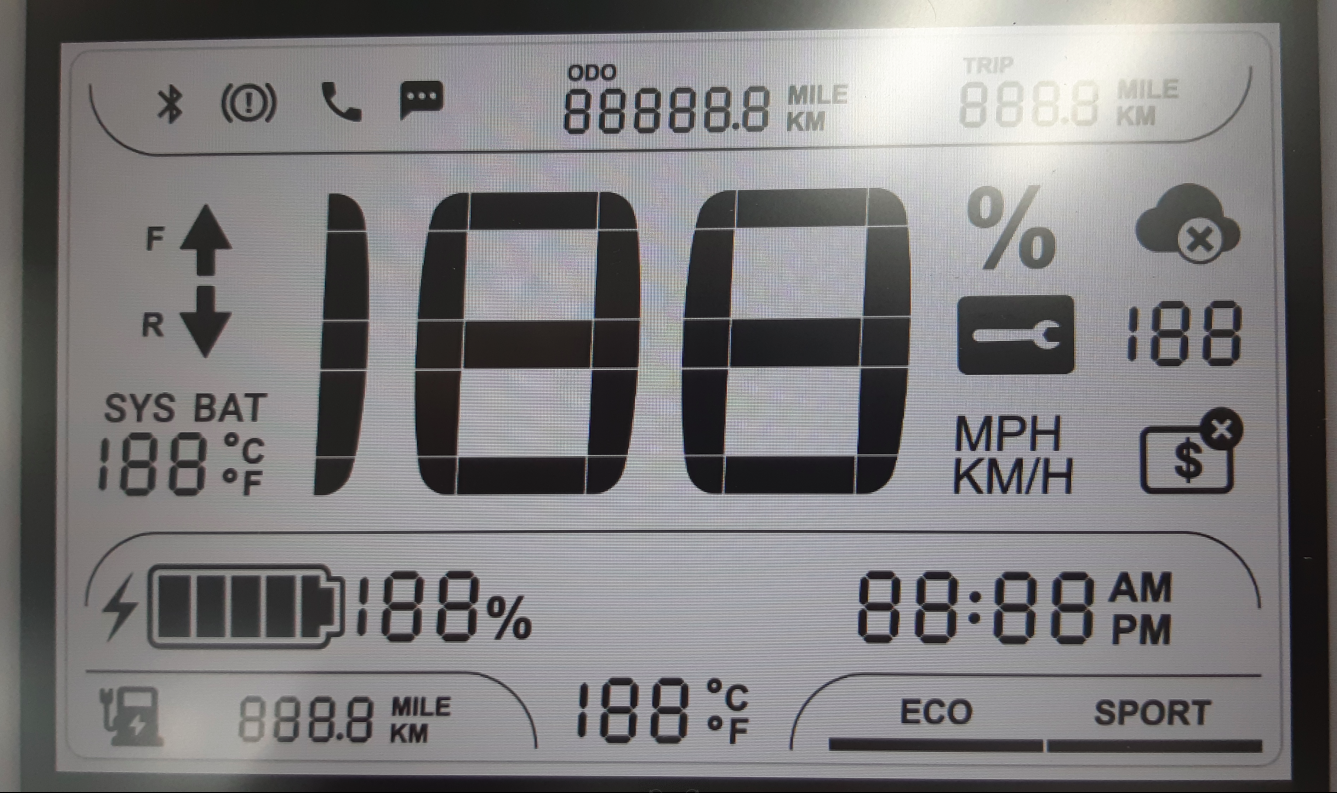 ODO
88888.8 MILE
KM
TRIP
888.8 MILE
KM
F
R
SYS BAT
188 °C
°F
188
%
MPH
KM/H
188
$
188%
88:88 AM
PM
888.8 MILE
KM
188 °C
°F
ECO SPORT